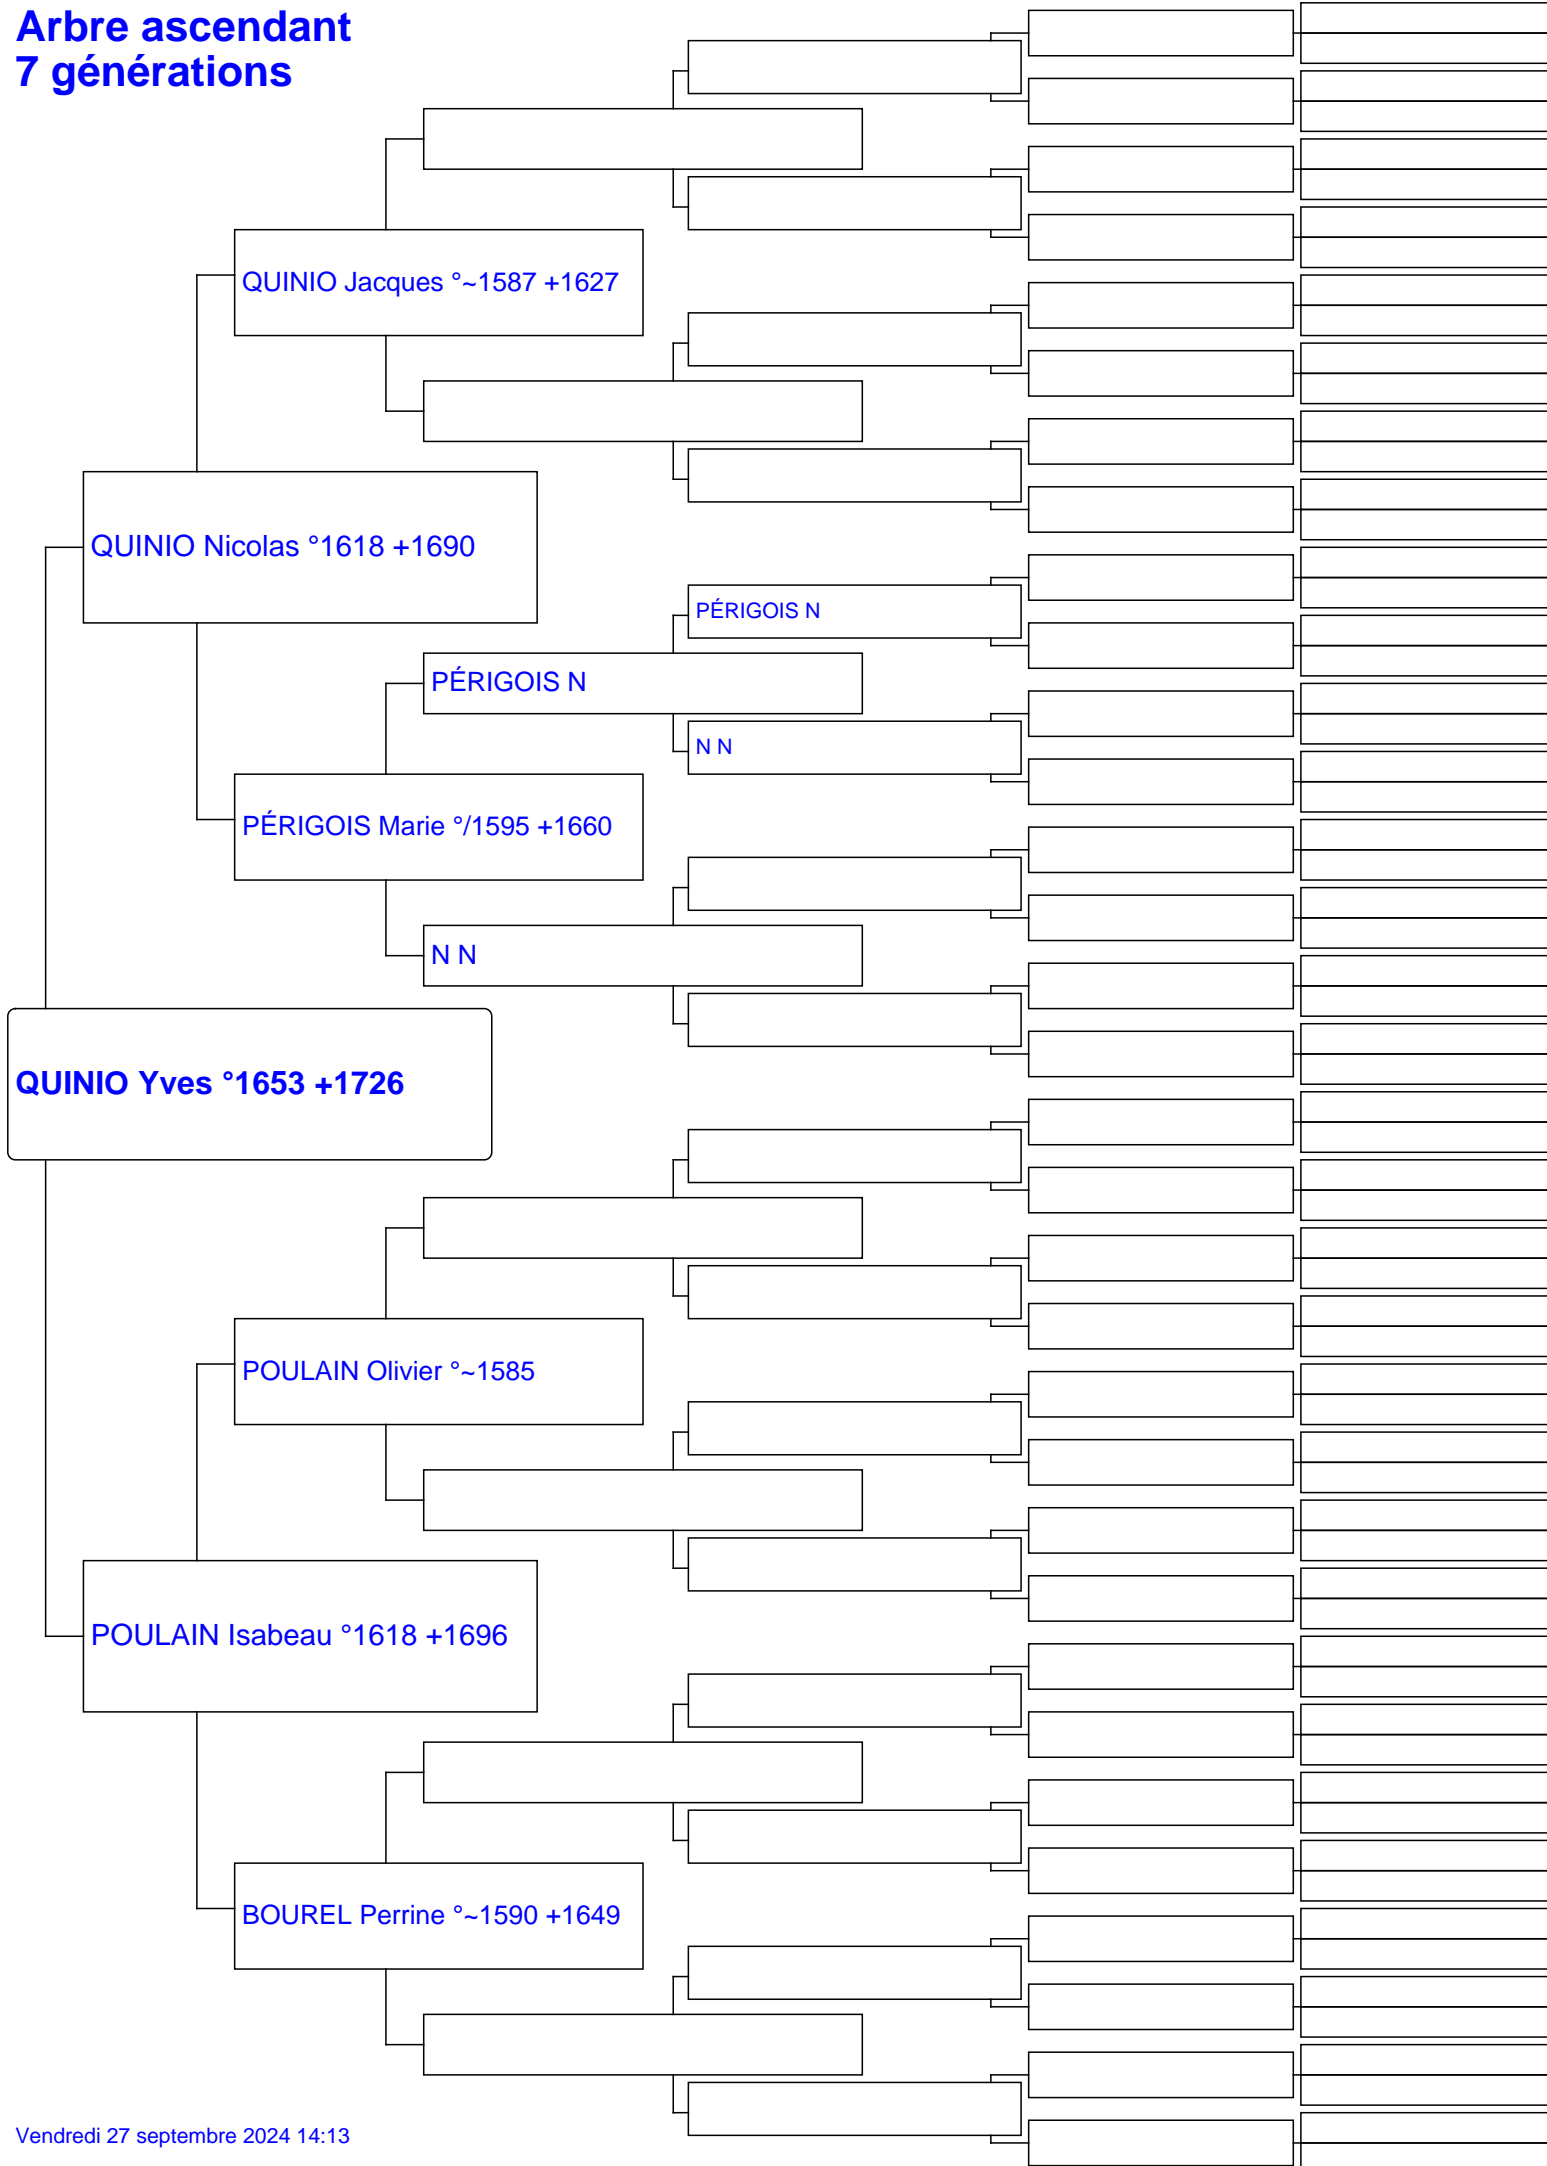 Arbre ascendant
7 générations
QUINIO Jacques °~1587 +1627
QUINIO Nicolas °1618 +1690
PÉRIGOIS N
PÉRIGOIS N
N N
PÉRIGOIS Marie °/1595 +1660
N N
QUINIO Yves °1653 +1726
POULAIN Olivier °~1585
POULAIN Isabeau °1618 +1696
BOUREL Perrine °~1590 +1649
Vendredi 27 septembre 2024 14:13